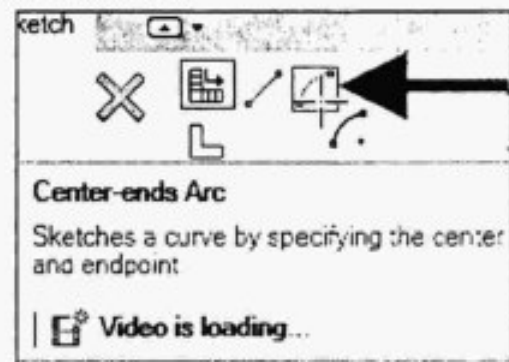 ketch
Center-ends Arc
Sketches a curve by specifying the center
and endpoint
Video is loading...